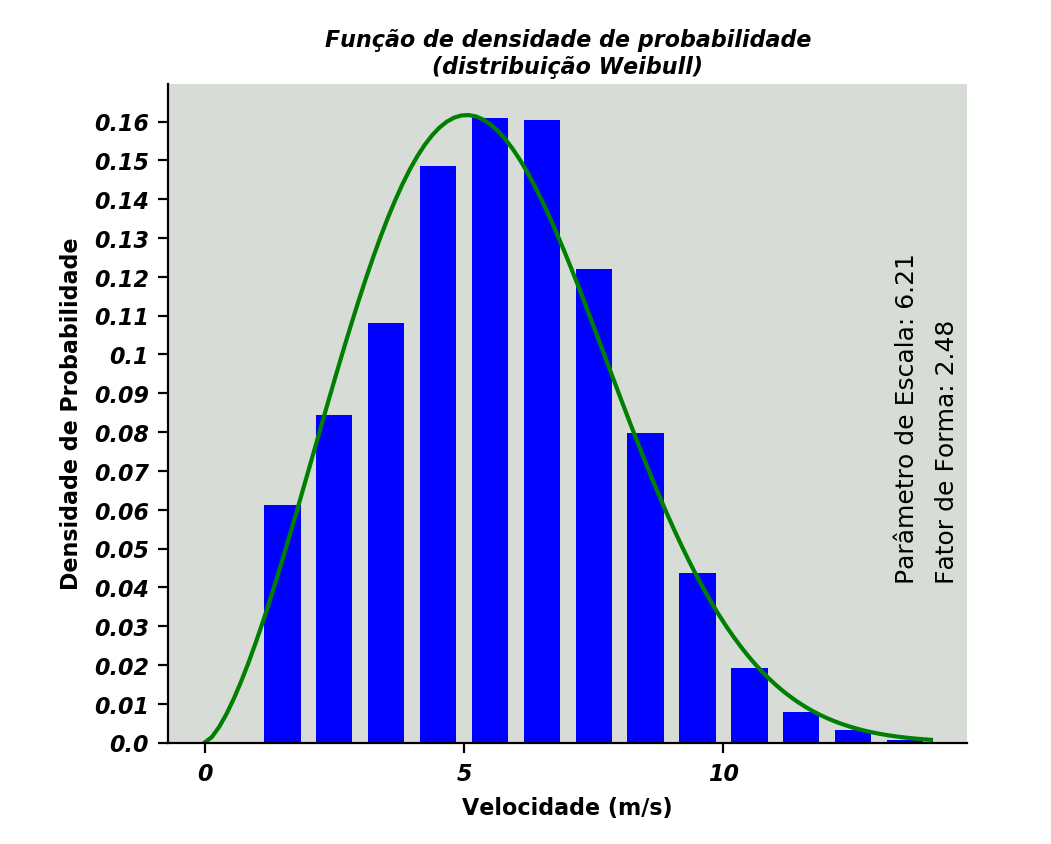 Função de densidade de probabilidade
(distribuição Weibull)
Densidade de Probabilidade
0.16
0.15
0.14
0.13
0.12
0.11
0.1
0.09
0.08
0.07
0.06
0.05
0.04
0.03
0.02
0.01
0.0
Parâmetro de Escala: 6.21
Fator de Forma: 2.48
0 5 10
Velocidade (m/s)